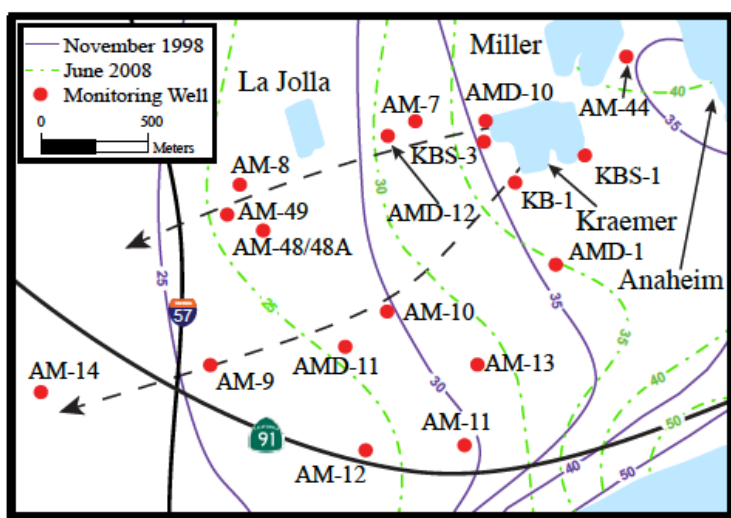 November 1998
June 2008
Monitoring Well
0 500
Meters
La Jolla
Miller
AM-7
AMD-10
AM-44
40
35
AM-8
KBS-3
KBS-1
30
AM-49
AMD-12
KB-1
Kraemer
AM-48/48A
AMD-1
Anaheim
25
25
35
57
AM-10
35
AMD-11
AM-14
AM-9
AM-13
30
40
50
CALIFORNIA
91
AM-11
AM-12
40
50